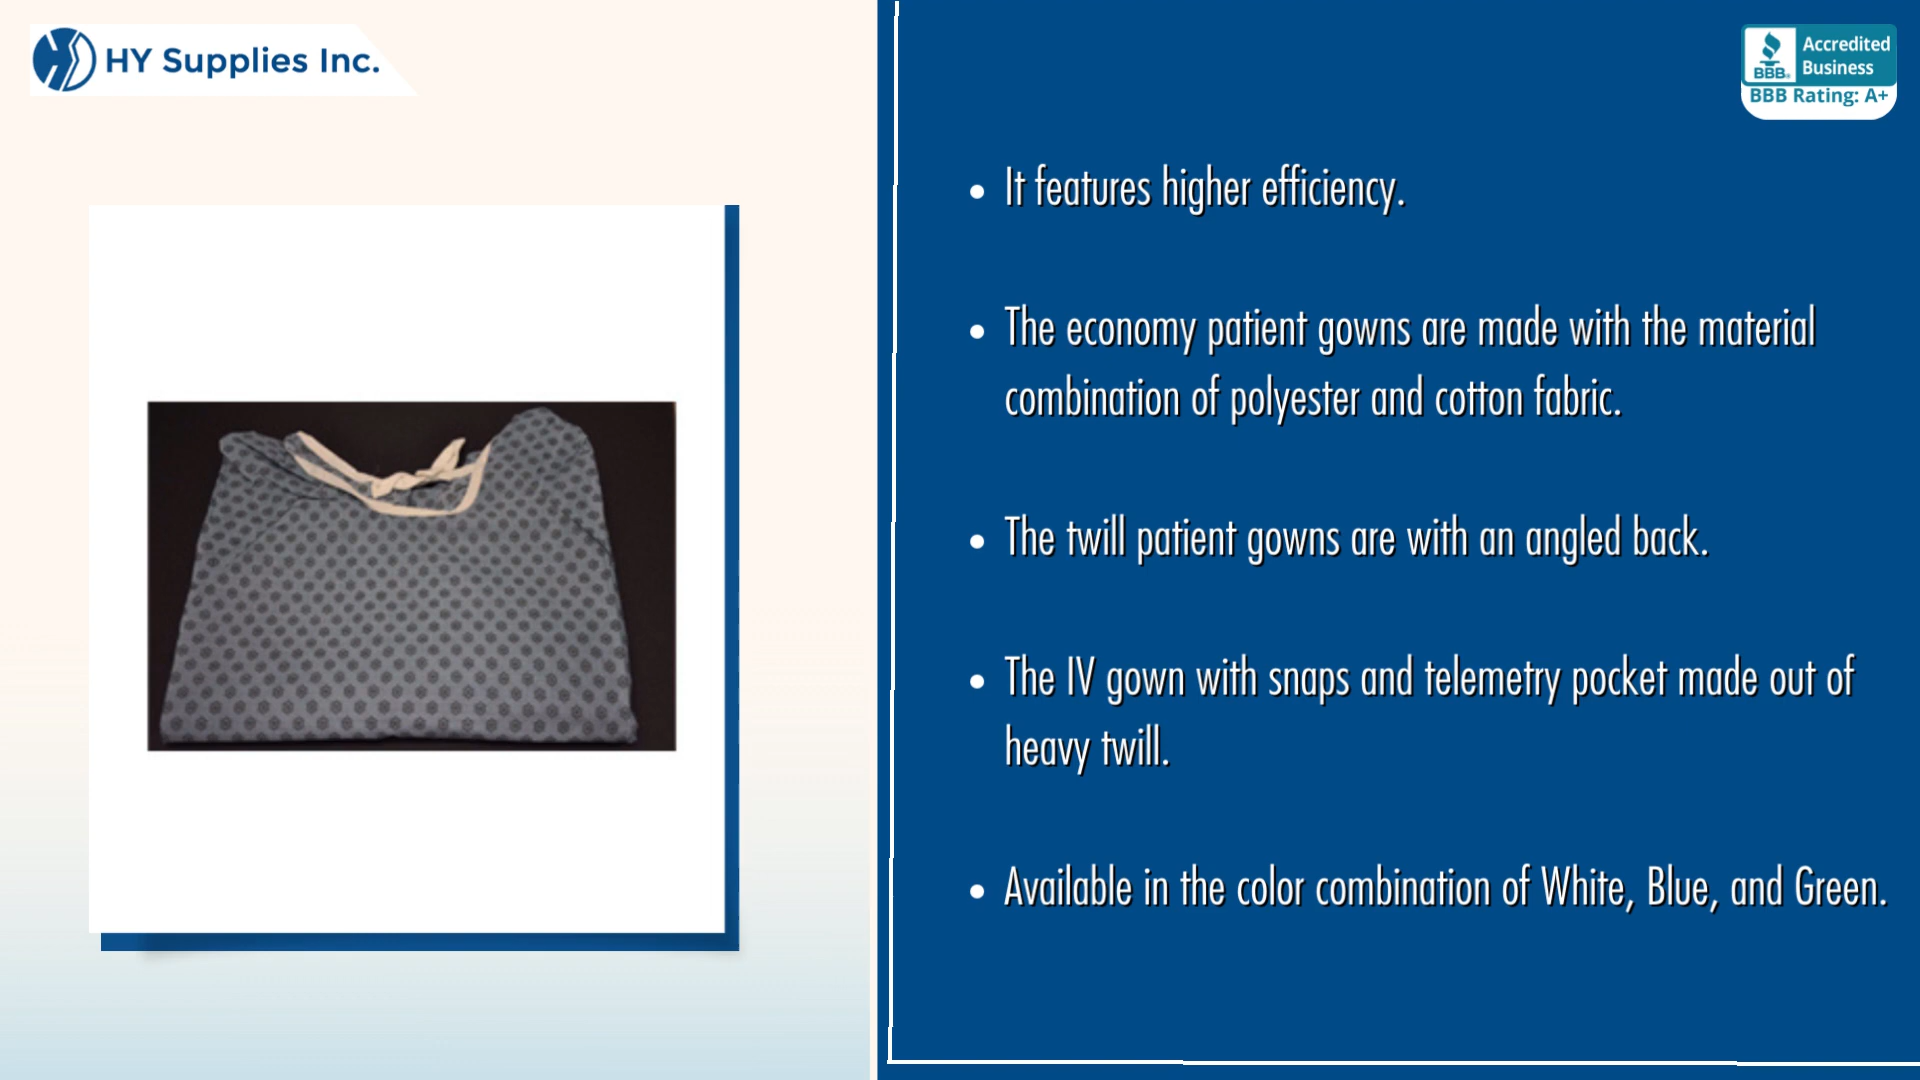 HY Supplies Inc.
BBB.
Accredited
Business
BBB Rating: A+
• It features higher efficiency.
• The economy patient gowns are made with the material
combination of polyester and cotton fabric.
• The twill patient gowns are with an angled back.
• The IV gown with snaps and telemetry pocket made out of
heavy twill.
• Available in the color combination of White, Blue, and Green.